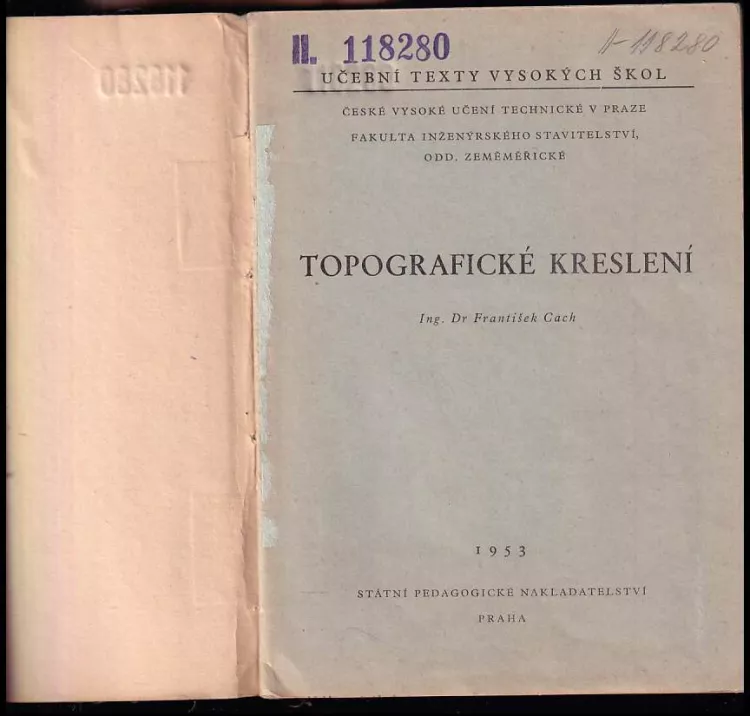 II. 118280
II-118280
UČEBNÍ TEXTY VYSOKÝCH ŠKOL
ČESKÉ VYSOKÉ UČENÍ TECHNICKÉ V PRAZE
FAKULTA INŽENÝRSKÉHO STAVITELSTVÍ,
ODD. ZEMĚMĚŘICKÉ
TOPOGRAFICKÉ KRESLENÍ
Ing. Dr František Cach
1953
STÁTNÍ PEDAGOGICKÉ NAKLADATELSTVÍ
PRAHA